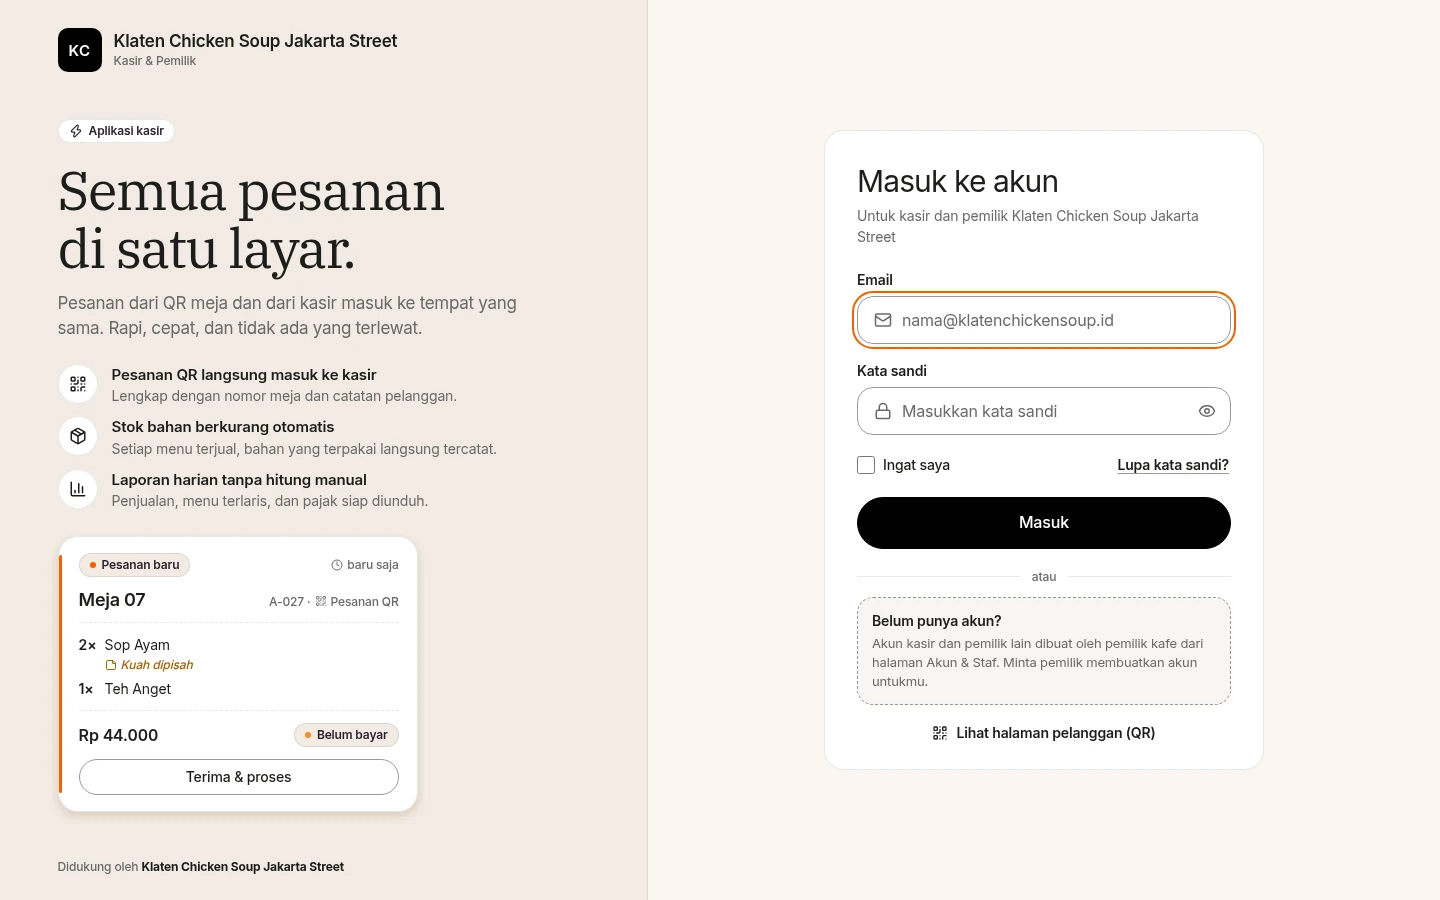 KC
Klaten Chicken Soup Jakarta Street
Kasir & Pemilik
Aplikasi kasir
Semua pesanan
di satu layar.
Pesanan dari QR meja dan dari kasir masuk ke tempat yang
sama. Rapi, cepat, dan tidak ada yang terlewat.
Pesanan QR langsung masuk ke kasir
Lengkap dengan nomor meja dan catatan pelanggan.
Stok bahan berkurang otomatis
Setiap menu terjual, bahan yang terpakai langsung tercatat.
Laporan harian tanpa hitung manual
Penjualan, menu terlaris, dan pajak siap diunduh.
Pesanan baru
baru saja
Meja 07
A-027 · Pesanan QR
2× Sop Ayam
Kuah dipisah
1× Teh Anget
Rp 44.000
Belum bayar
Terima & proses
Didukung oleh Klaten Chicken Soup Jakarta Street
Masuk ke akun
Untuk kasir dan pemilik Klaten Chicken Soup Jakarta
Street
Email
nama@klatenchickensoup.id
Kata sandi
Masukkan kata sandi
Ingat saya
Lupa kata sandi?
Masuk
atau
Belum punya akun?
Akun kasir dan pemilik lain dibuat oleh pemilik kafe dari
halaman Akun & Staf. Minta pemilik membuatkan akun
untukmu.
Lihat halaman pelanggan (QR)